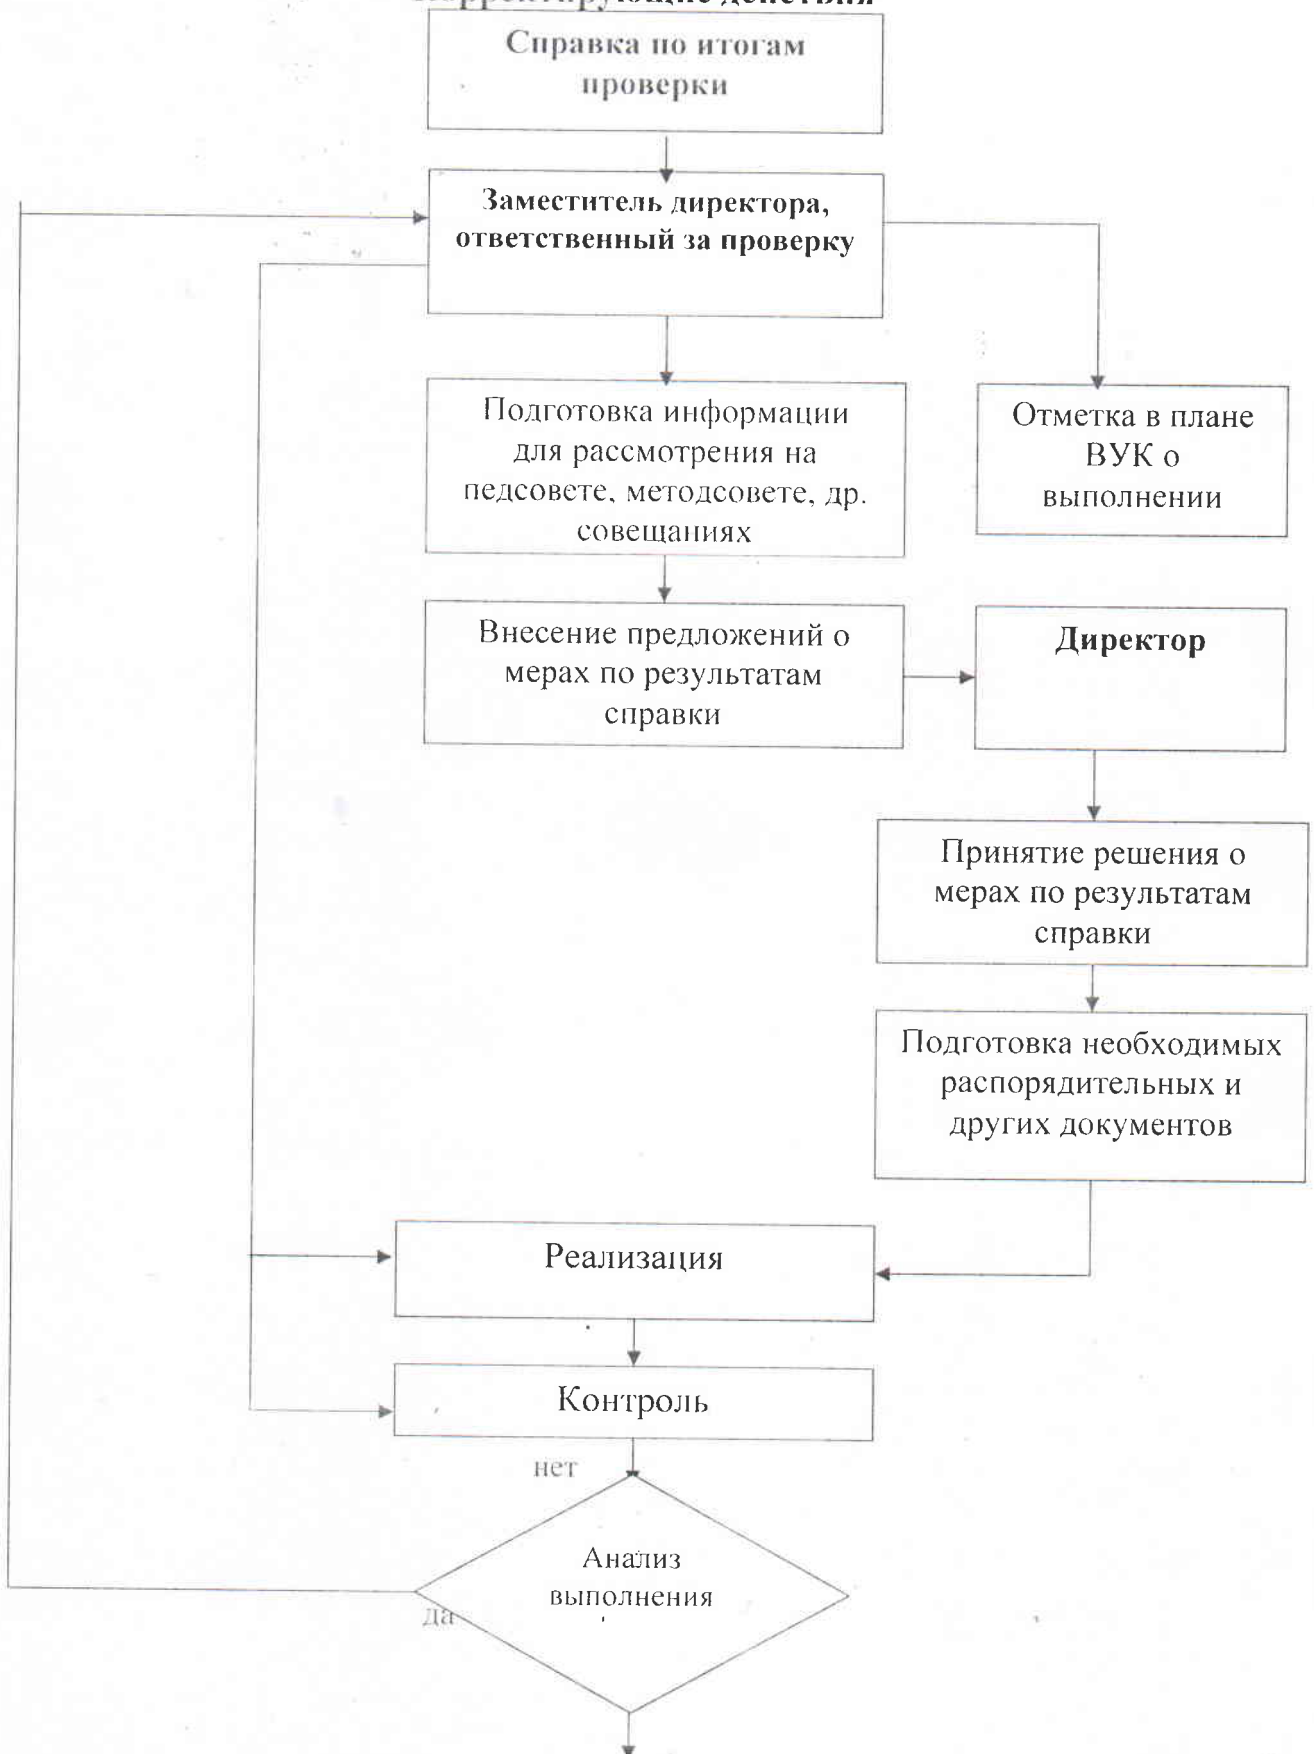 Корректирующие действия
Справка по итогам
проверки
Заместитель директора,
ответственный за проверку
Подготовка информации
для рассмотрения на
педсовете, методсовете, др.
совещаниях
Отметка в плане
ВУК о
выполнении
Внесение предложений о
мерах по результатам
справки
Директор
Принятие решения о
мерах по результатам
справки
Подготовка необходимых
распорядительных и
других документов
Реализация
Контроль
нет
Анализ
выполнения
да